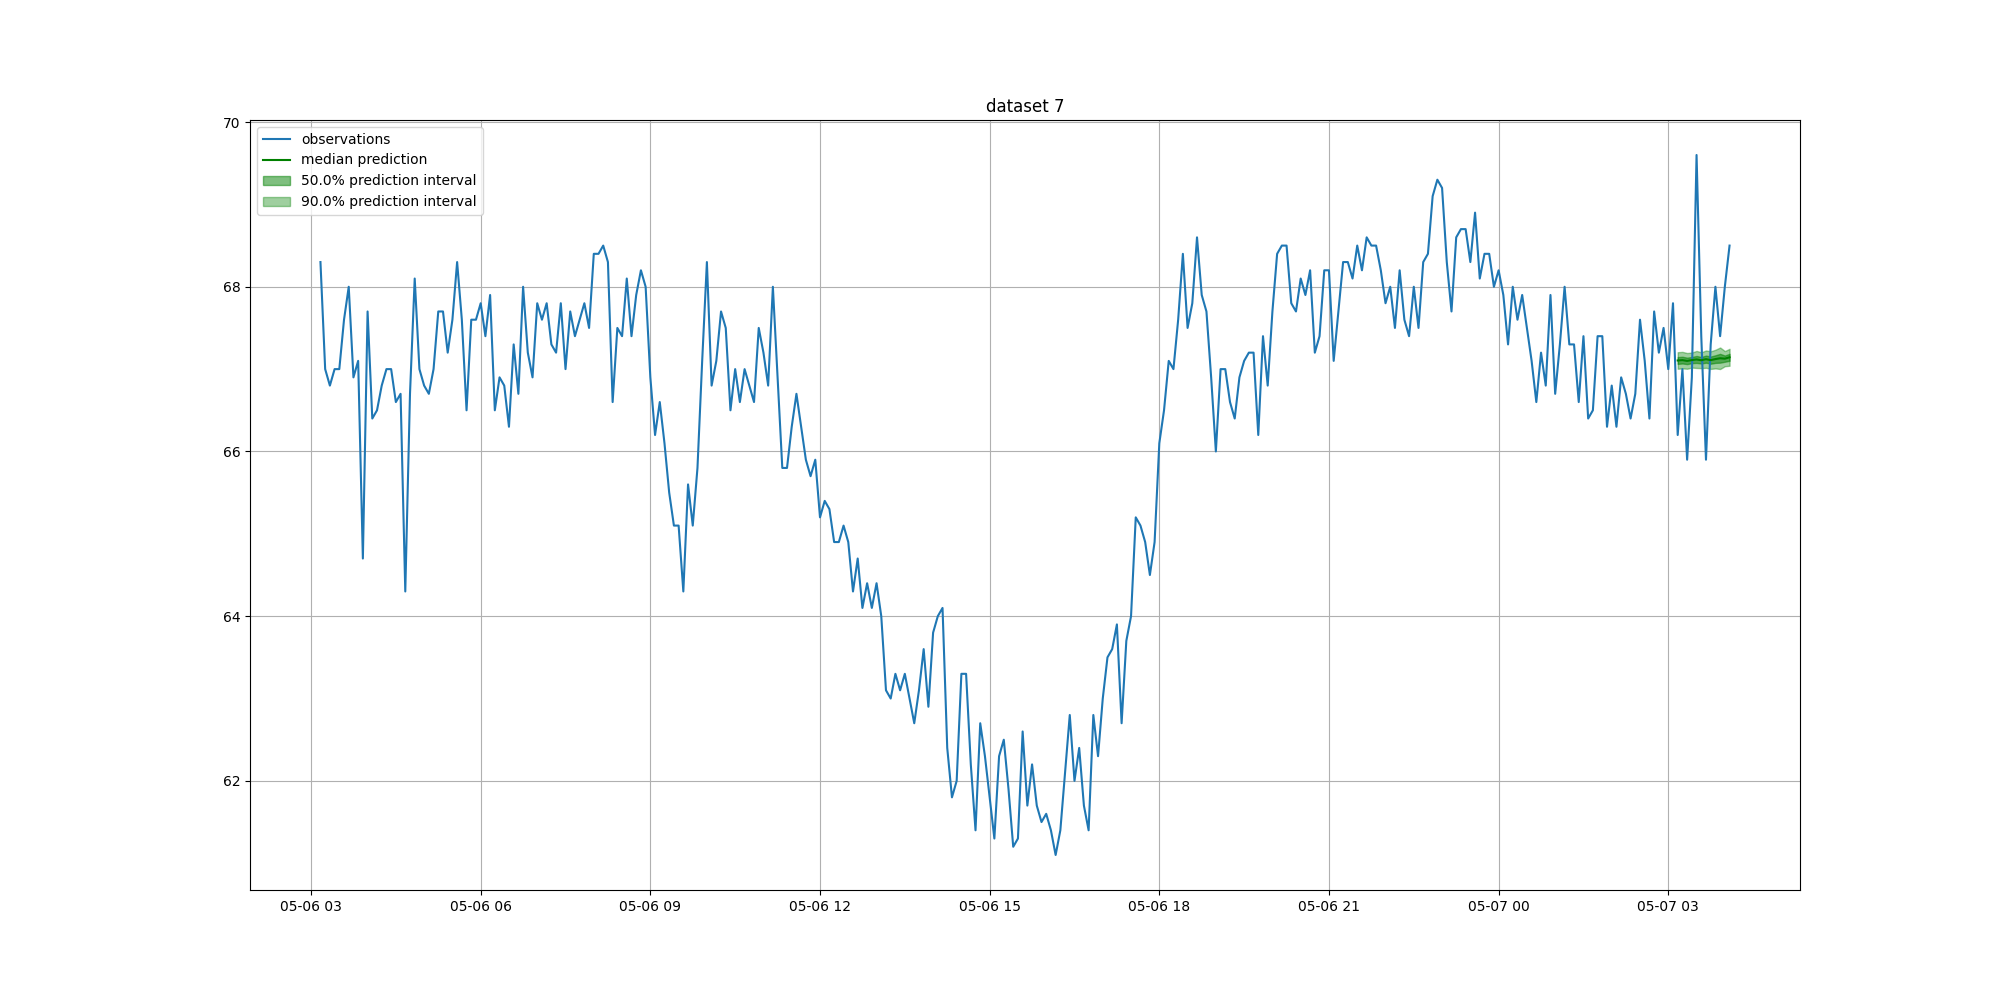 dataset 7
observations
median prediction
50.0% prediction interval
90.0% prediction interval
70
68
66
64
62
05-06 03 05-06 06 05-06 09 05-06 12 05-06 15 05-06 18 05-06 21 05-07 00 05-07 03